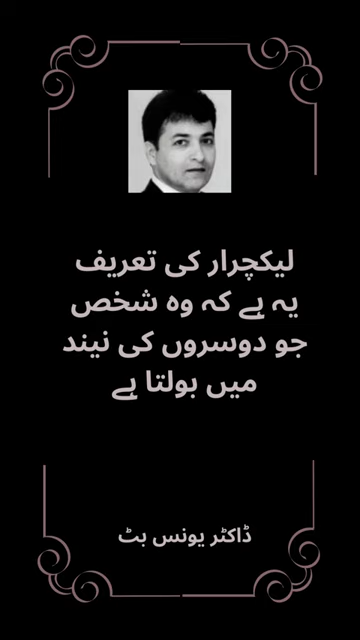 لیکچرار کی تعریف
یہ ہے کہ وہ شخص
جو دوسروں کی نیند
میں بولتا ہے
ڈاکٹر یونس بٹ